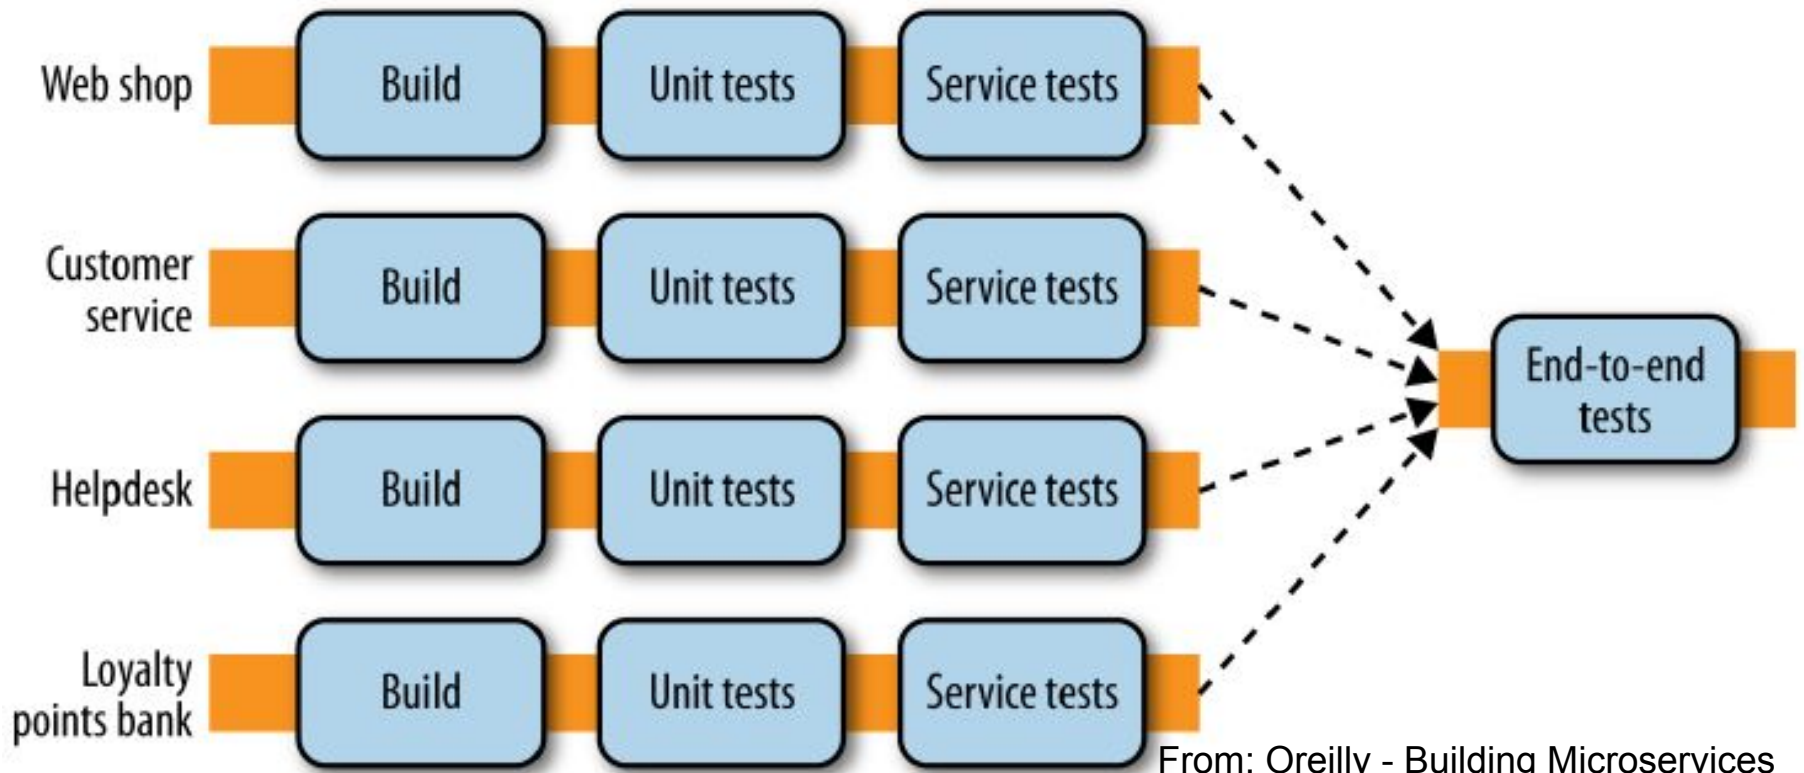 Web shop
Build
Unit tests
Service tests
Customer
service
Build
Unit tests
Service tests
End-to-end
tests
Helpdesk
Build
Unit tests
Service tests
Loyalty
points bank
Build
Unit tests
Service tests
From: Oreilly - Building Microservices